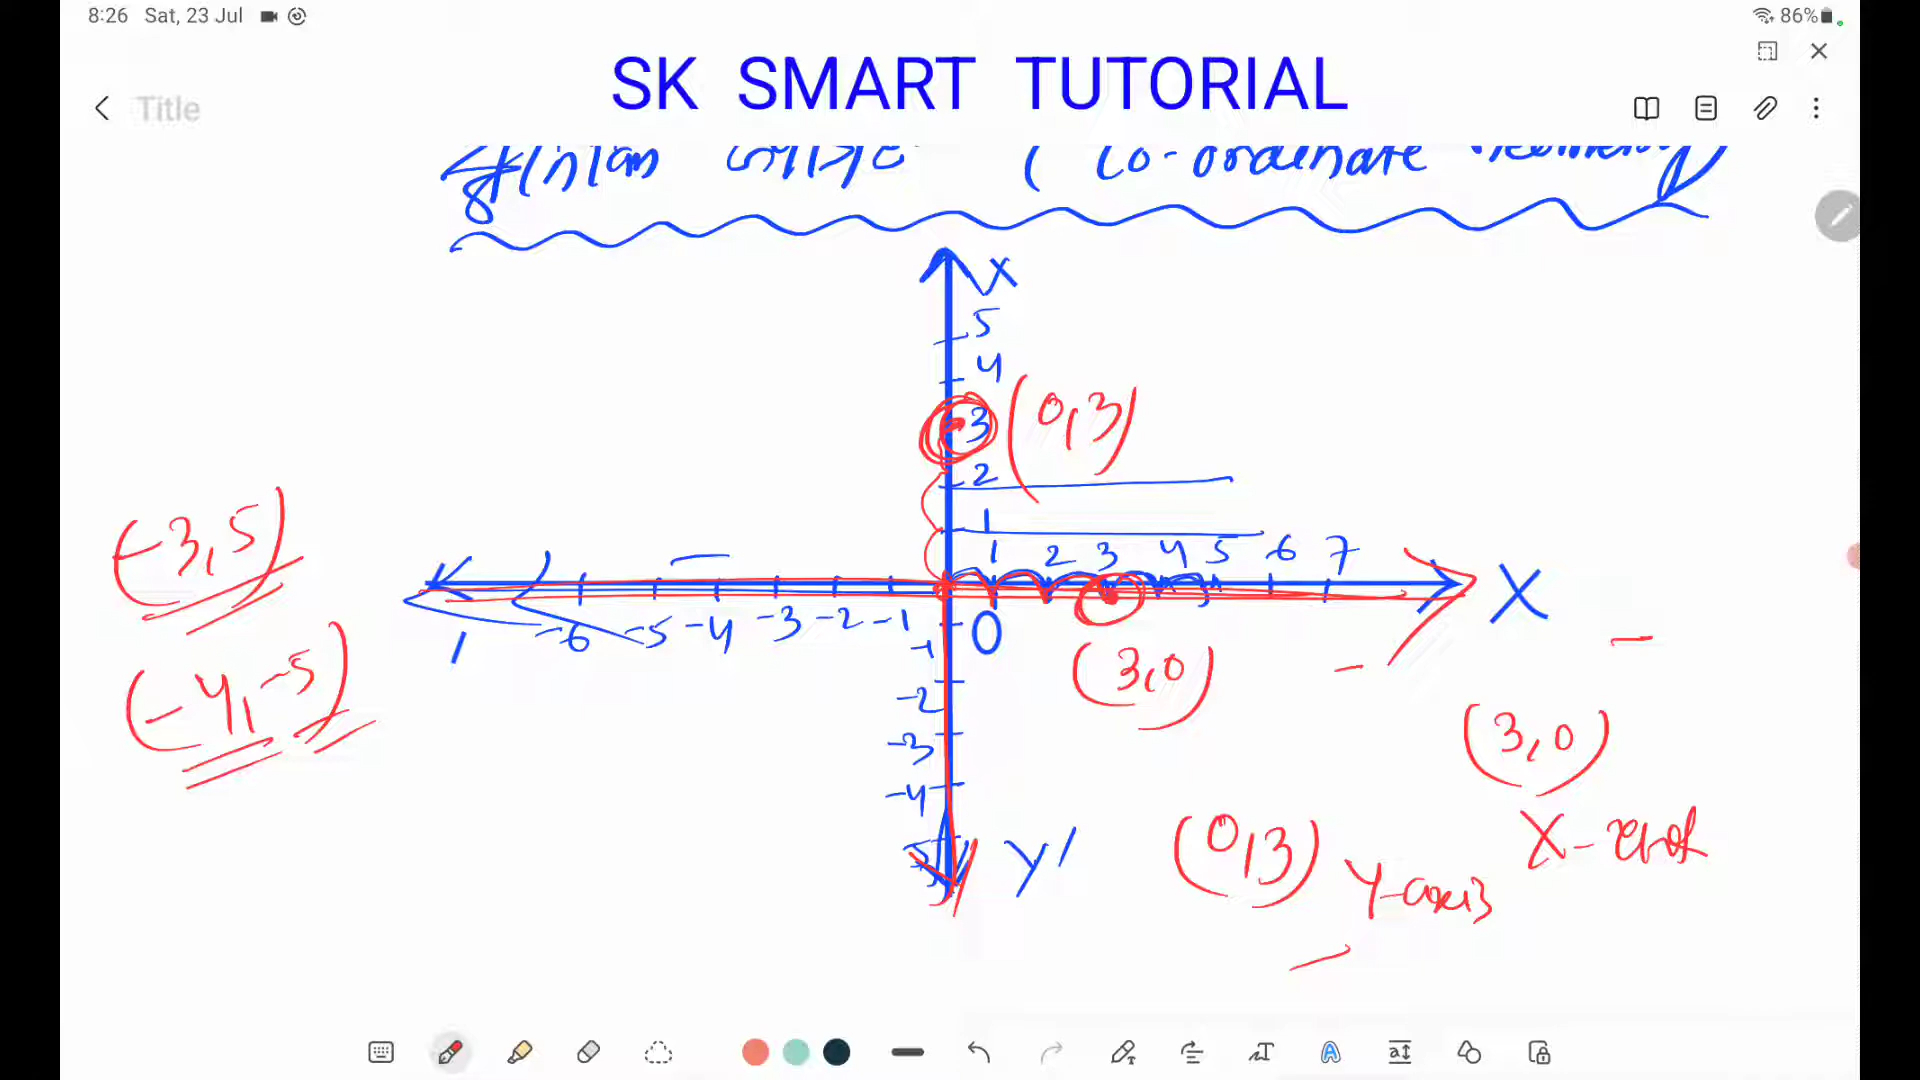 8:26 Sat, 23 Jul 86%
SK SMART TUTORIAL
Title
( Co-ordinate
X
5
4
3 (0,3)
2
1
(-3,5)
1 2 3 4 5 6 7
X
-6 -5 -4 -3 -2 -1 0
-1
(3,0)
(-4,-5)
-2
-3
(3,0)
-4
-5
Y'
(0,3) Y-axis
X-